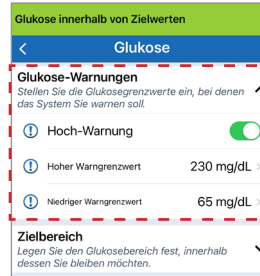 Glukose innerhalb von Zielwerten
Glukose
Glukose-Warnungen
Stellen Sie die Glukosegrenzwerte ein, bei denen
das System Sie warnen soll.
Hoch-Warnung
Hoher Warngrenzwert 230 mg/dL
Niedriger Warngrenzwert 65 mg/dL
Zielbereich
Legen Sie den Glukosebereich fest, innerhalb
dessen Sie bleiben möchten.